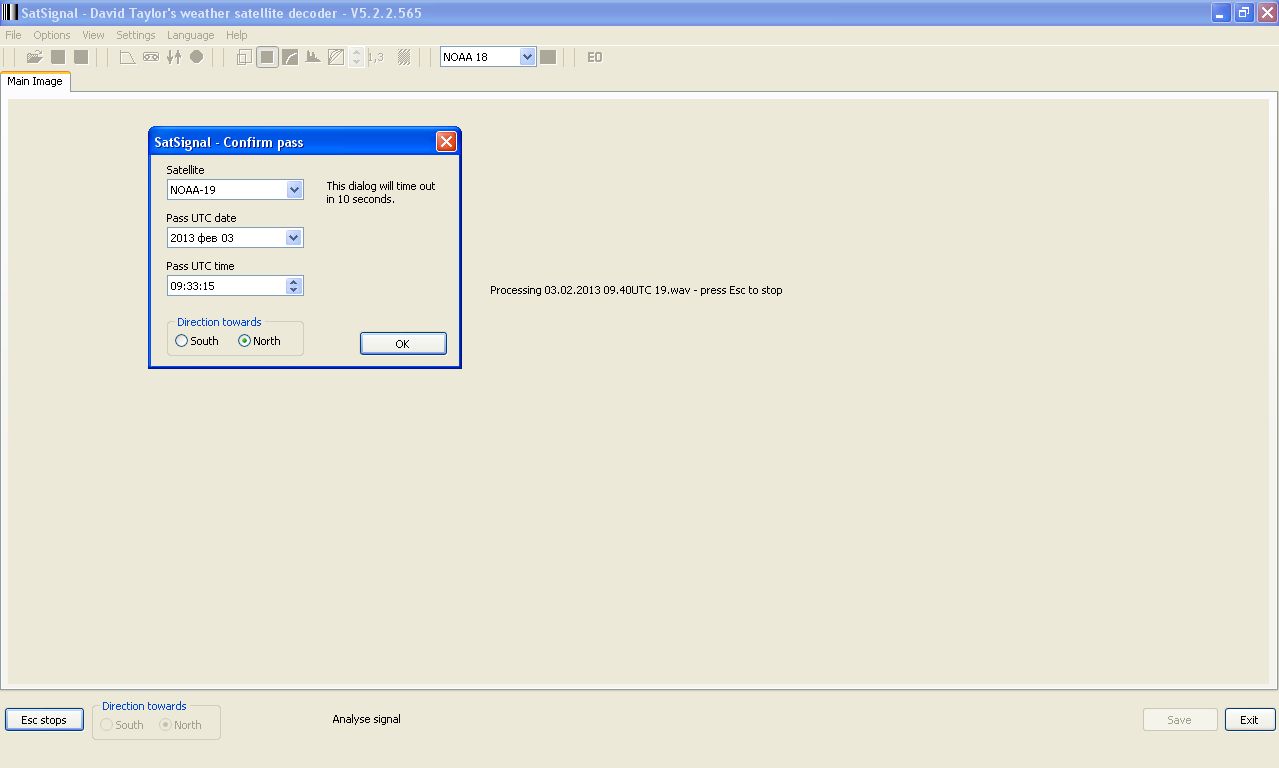 SatSignal - David Taylor's weather satellite decoder - V5.2.2.565
File Options View Settings Language Help
1,3 NOAA 18 EO
Main Image
SatSignal - Confirm pass
Satellite
NOAA-19
This dialog will time out
in 10 seconds.
Pass UTC date
2013 фев 03
Pass UTC time
09:33:15
Direction towards
South North
OK
Processing 03.02.2013 09.40UTC 19.wav - press Esc to stop
Esc stops
Direction towards
South North
Analyse signal
Save
Exit